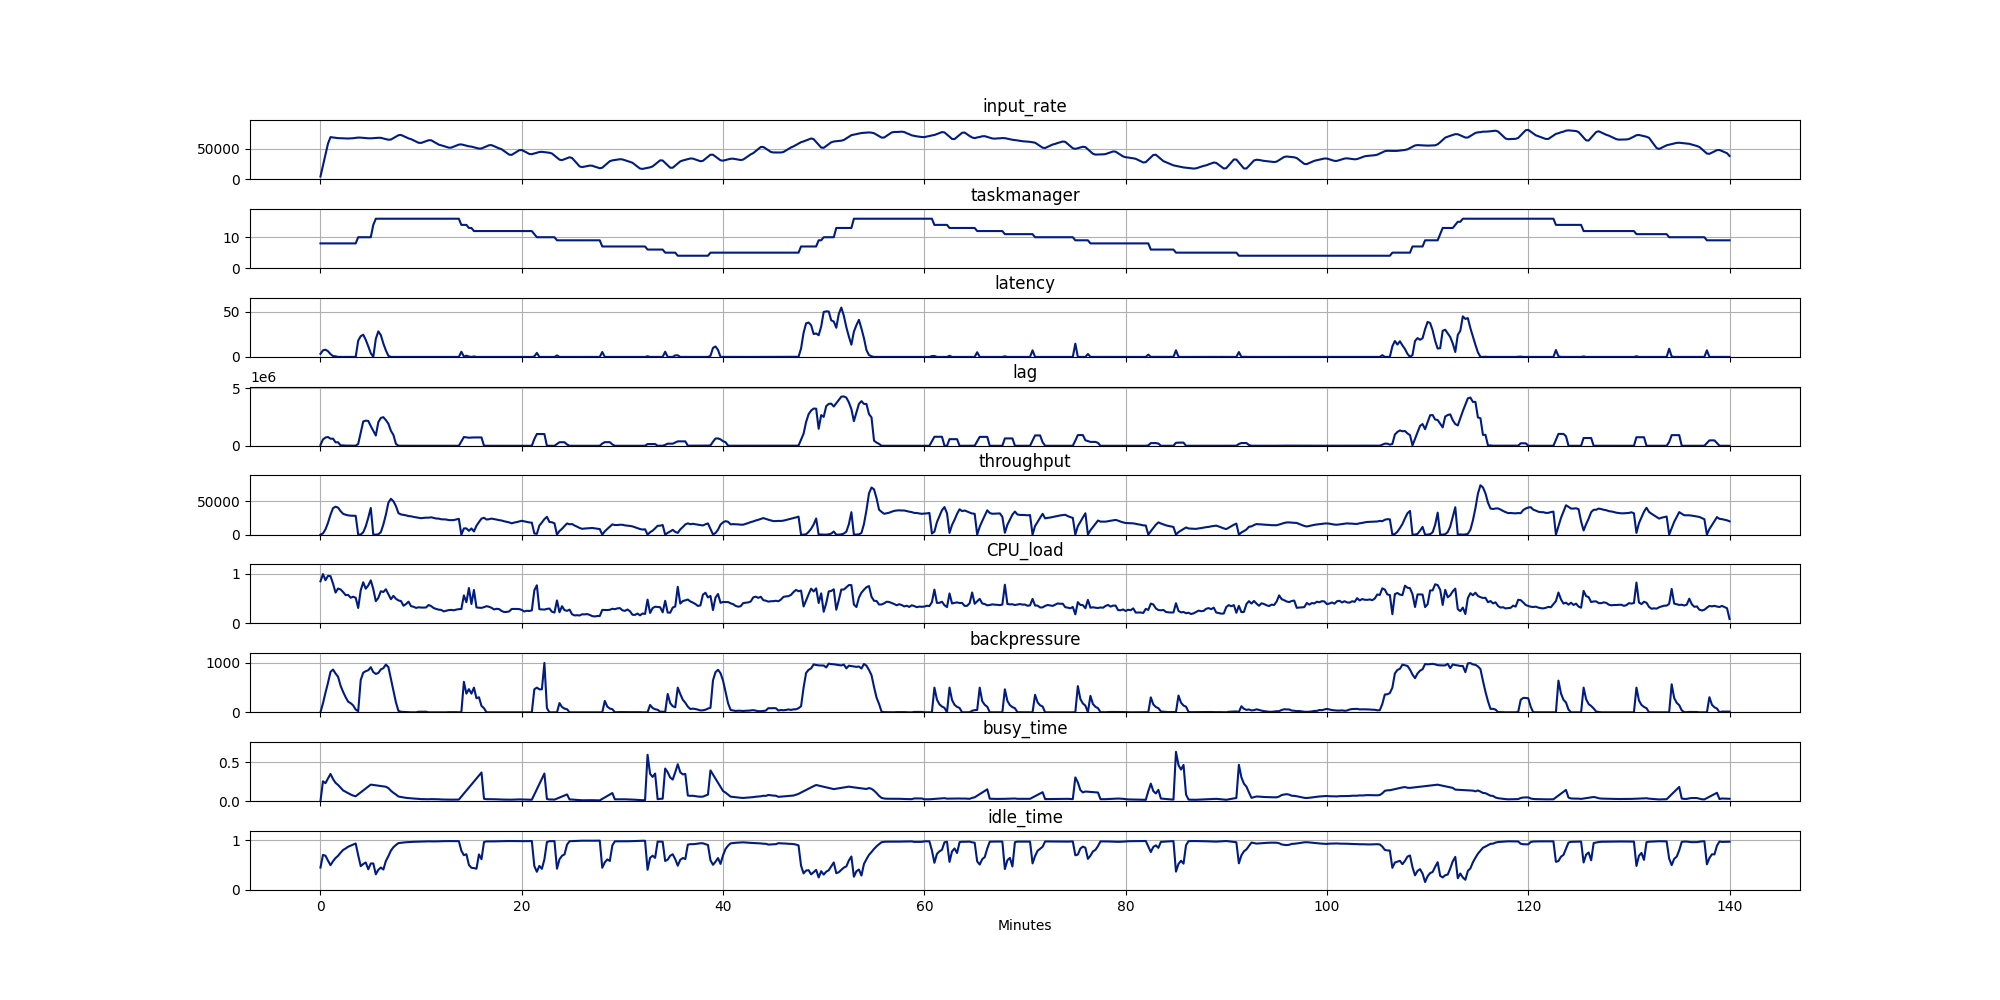 input_rate
50000
0
taskmanager
10
0
latency
50
0
lag
1e6
5
0
throughput
50000
0
CPU_load
1
0
backpressure
1000
0
busy_time
0.5
0.0
idle_time
1
0
0 20 40 60 80 100 120 140
Minutes